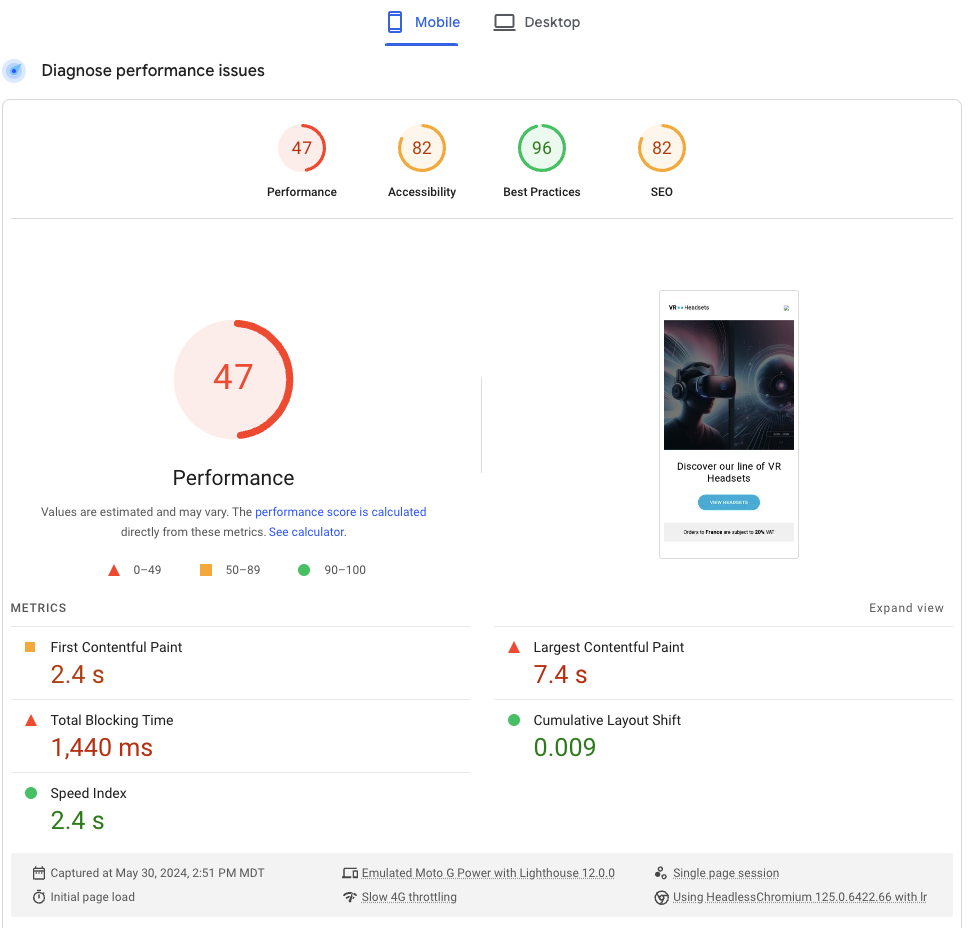 Mobile Desktop
Diagnose performance issues
47 82 96 82
Performance Accessibility Best Practices SEO
47
Performance
Values are estimated and may vary. The performance score is calculated
directly from these metrics. See calculator.
0–49 50–89 90–100
VR Headsets
Discover our line of VR
Headsets
VIEW HEADSETS
Orders to France are subject to 20% VAT
METRICS
Expand view
First Contentful Paint
2.4 s
Largest Contentful Paint
7.4 s
Total Blocking Time
1,440 ms
Cumulative Layout Shift
0.009
Speed Index
2.4 s
Captured at May 30, 2024, 2:51 PM MDT
Emulated Moto G Power with Lighthouse 12.0.0
Single page session
Initial page load
Slow 4G throttling
Using HeadlessChromium 125.0.6422.66 with lr